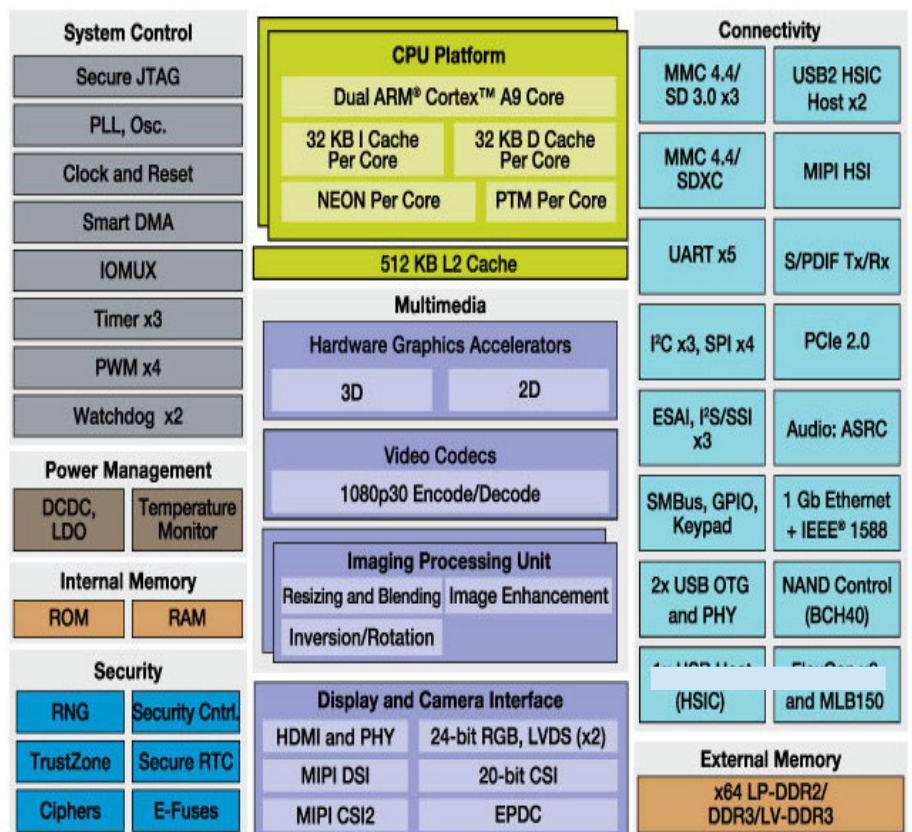 System Control
Secure JTAG
PLL, Osc.
Clock and Reset
Smart DMA
IOMUX
Timer x3
PWM x4
Watchdog x2
Power Management
DCDC,
LDO
Temperature
Monitor
Internal Memory
ROM
RAM
Security
RNG
Security Cntrl.
TrustZone
Secure RTC
Ciphers
E-Fuses
CPU Platform
Dual ARM® Cortex™ A9 Core
32 KB I Cache
Per Core
32 KB D Cache
Per Core
NEON Per Core
PTM Per Core
512 KB L2 Cache
Multimedia
Hardware Graphics Accelerators
3D
2D
Video Codecs
1080p30 Encode/Decode
Imaging Processing Unit
Resizing and Blending
Image Enhancement
Inversion/Rotation
Display and Camera Interface
HDMI and PHY
24-bit RGB, LVDS (x2)
MIPI DSI
20-bit CSI
MIPI CSI2
EPDC
Connectivity
MMC 4.4/
SD 3.0 x3
USB2 HSIC
Host x2
MMC 4.4/
SDXC
MIPI HSI
UART x5
S/PDIF Tx/Rx
I²C x3, SPI x4
PCIe 2.0
ESAI, I²S/SSI
x3
Audio: ASRC
SMBus, GPIO,
Keypad
1 Gb Ethernet
+ IEEE® 1588
2x USB OTG
and PHY
NAND Control
(BCH40)
(HSIC)
and MLB150
External Memory
x64 LP-DDR2/
DDR3/LV-DDR3